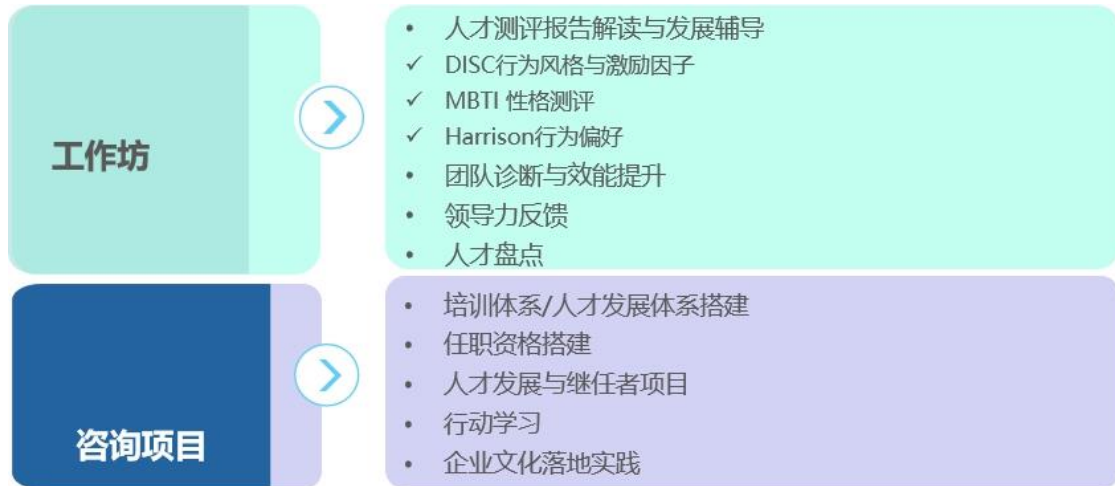 工作坊
• 人才测评报告解读与发展辅导
✓ DISC行为风格与激励因子
✓ MBTI 性格测评
✓ Harrison行为偏好
• 团队诊断与效能提升
• 领导力反馈
• 人才盘点
咨询项目
• 培训体系/人才发展体系搭建
• 任职资格搭建
• 人才发展与继任者项目
• 行动学习
• 企业文化落地实践